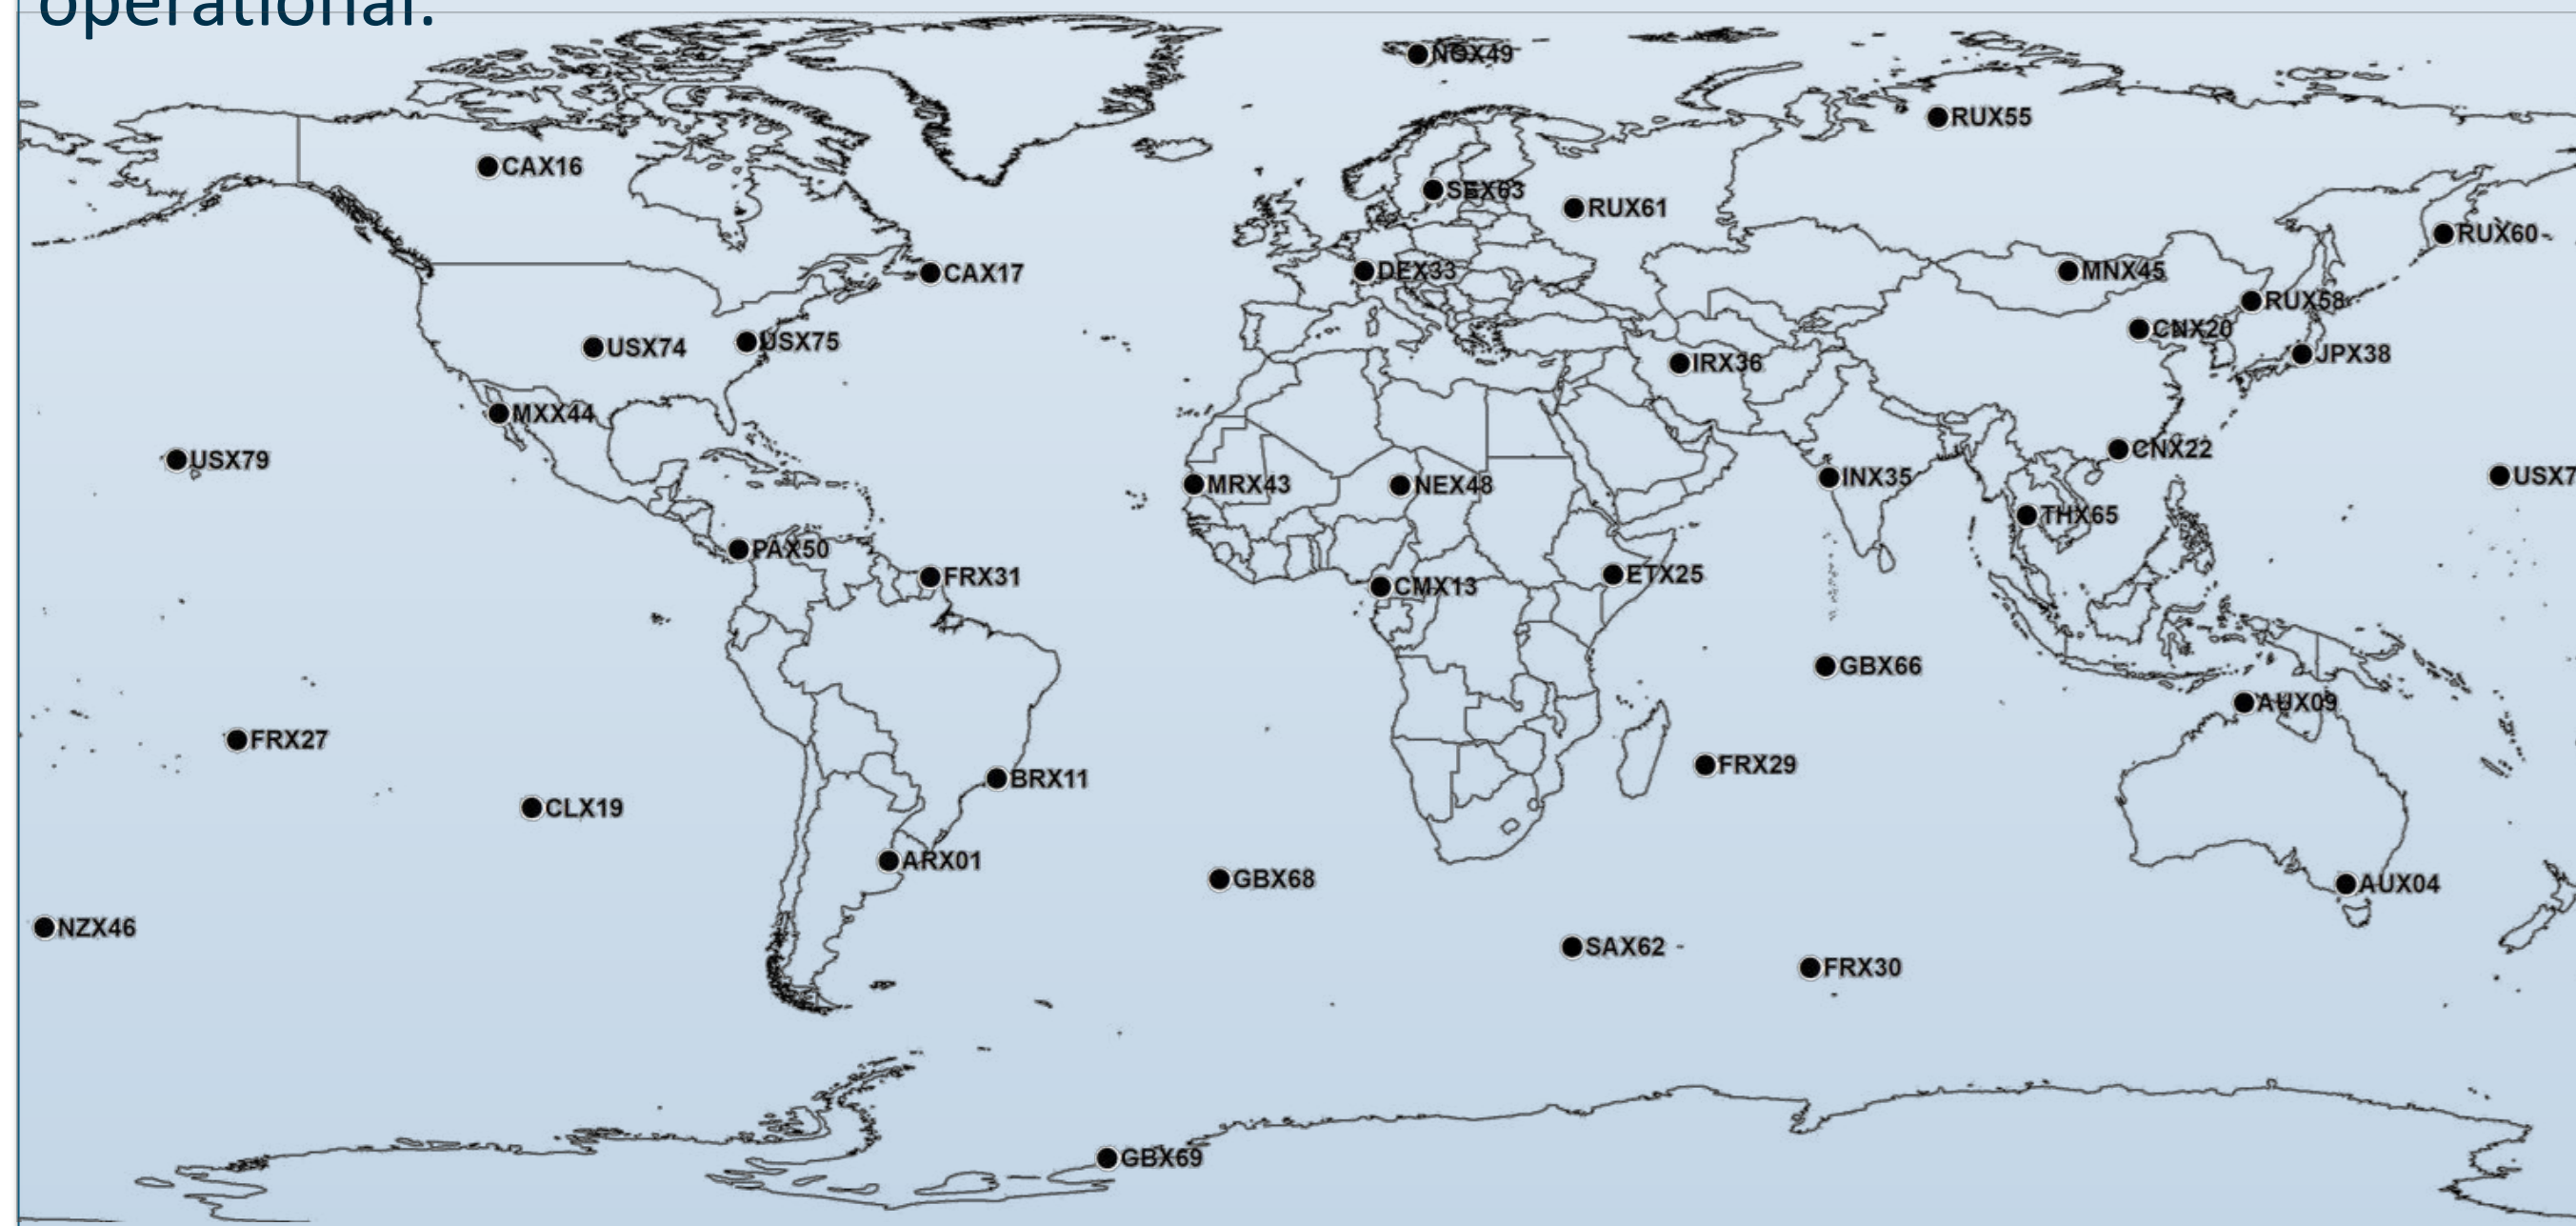 operational.
NOX49
RUX55
CAX16
SEX63
RUX61
RUX60
CAX17
DEX33
MNX45
RUX58
CNX20
USX74
USX75
JPX38
IRX36
MXX44
USX79
CNX22
MRX43
NEX48
INX35
USX7
THX65
PAX50
FRX31
CMX13
ETX25
GBX66
AUX09
FRX27
FRX29
BRX11
CLX19
ARX01
GBX68
AUX04
NZX46
SAX62
FRX30
GBX69